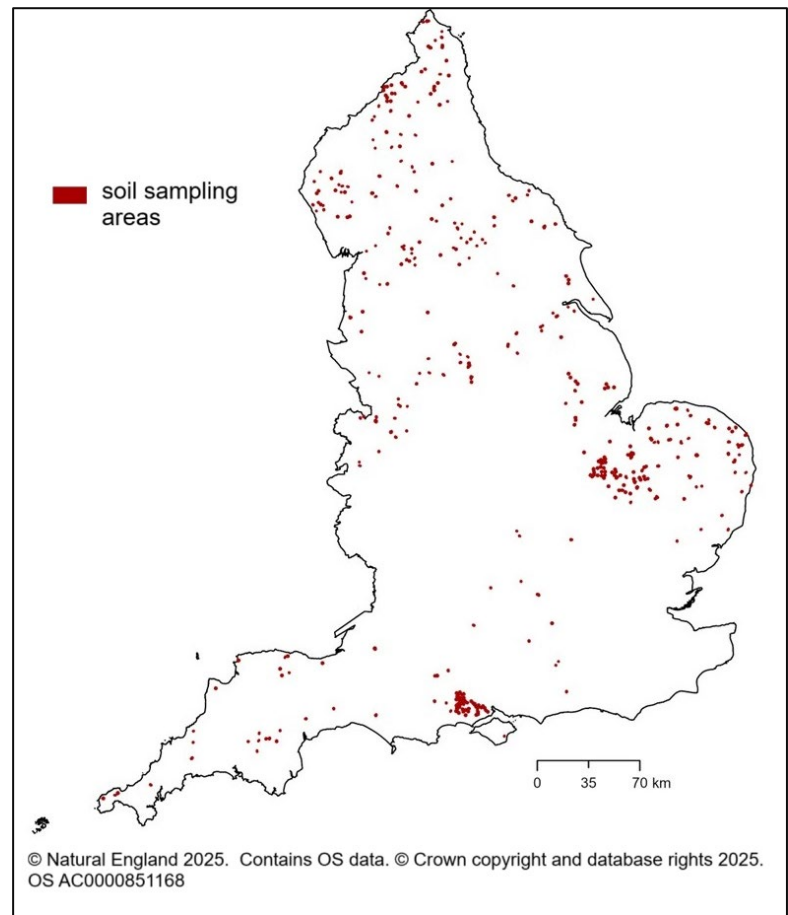 soil sampling
areas
0 35 70 km
© Natural England 2025.  Contains OS data. © Crown copyright and database rights 2025.
OS AC0000851168